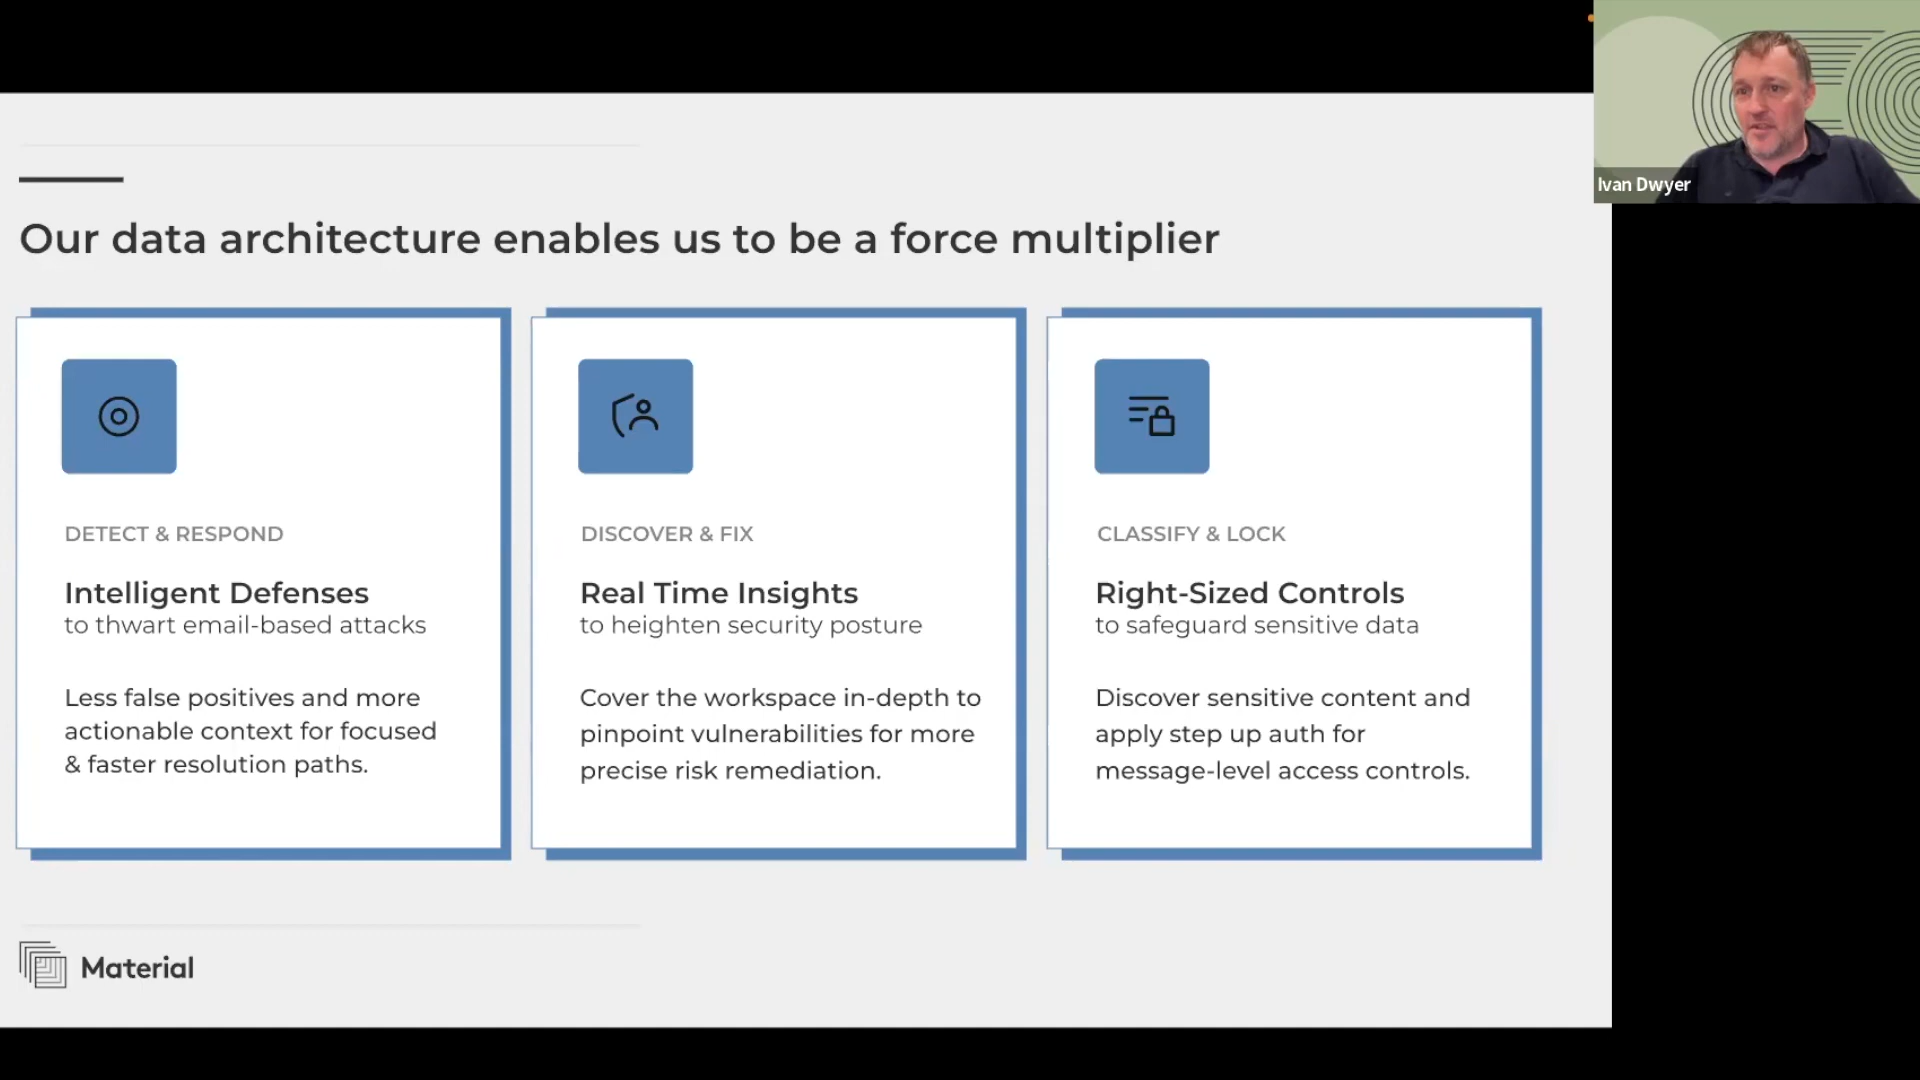 Ivan Dwyer
Our data architecture enables us to be a force multiplier
DETECT & RESPOND
Intelligent Defenses
to thwart email-based attacks
Less false positives and more
actionable context for focused
& faster resolution paths.
DISCOVER & FIX
Real Time Insights
to heighten security posture
Cover the workspace in-depth to
pinpoint vulnerabilities for more
precise risk remediation.
CLASSIFY & LOCK
Right-Sized Controls
to safeguard sensitive data
Discover sensitive content and
apply step up auth for
message-level access controls.
Material